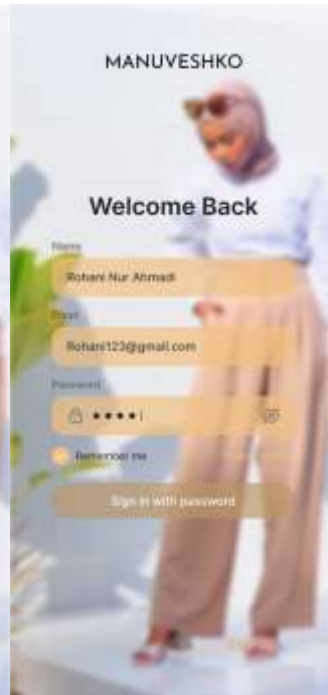 MANUVESHKO
Welcome Back
Name
Rohani Nur Ahmadi
Email
Rohani123@gmail.com
Password
Remember me
Sign in with password